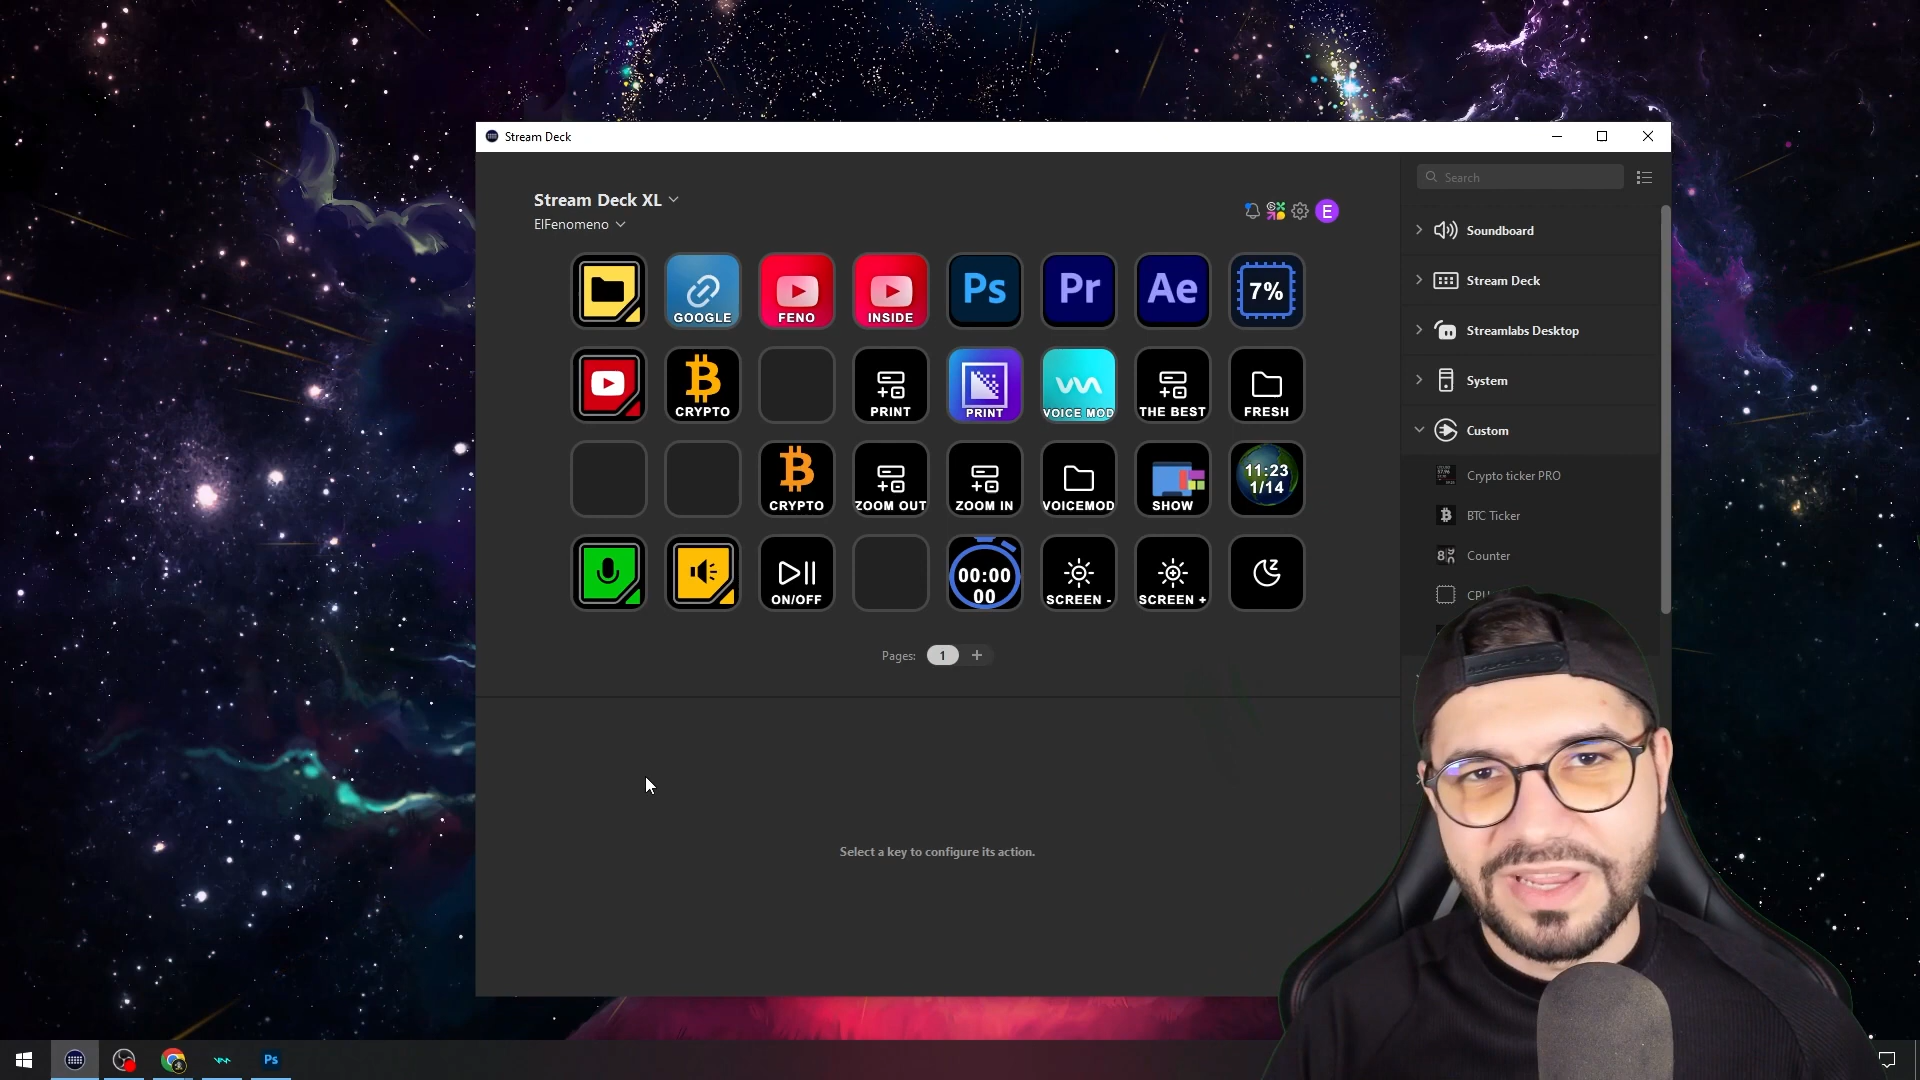 Stream Deck
Stream Deck XL
ElFenomeno
E
Search
Soundboard
Stream Deck
Streamlabs Desktop
System
Custom
Crypto ticker PRO
BTC Ticker
Counter
CPU
GOOGLE
FENO
INSIDE
Ps
Pr
Ae
7%
CRYPTO
PRINT
PRINT
VOICE MOD
THE BEST
FRESH
CRYPTO
ZOOM OUT
ZOOM IN
VOICEMOD
SHOW
11:23
1/14
ON/OFF
00:00
00
SCREEN -
SCREEN +
Z
Pages: 1 +
Select a key to configure its action.
Ps